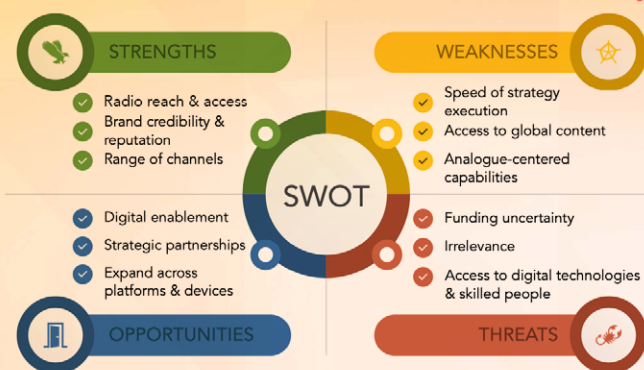 STRENGTHS
Radio reach & access
Brand credibility &
reputation
Range of channels
WEAKNESSES
Speed of strategy
execution
Access to global content
Analogue-centered
capabilities
SWOT
Digital enablement
Strategic partnerships
Expand across
platforms & devices
OPPORTUNITIES
Funding uncertainty
Irrelevance
Access to digital technologies
& skilled people
THREATS